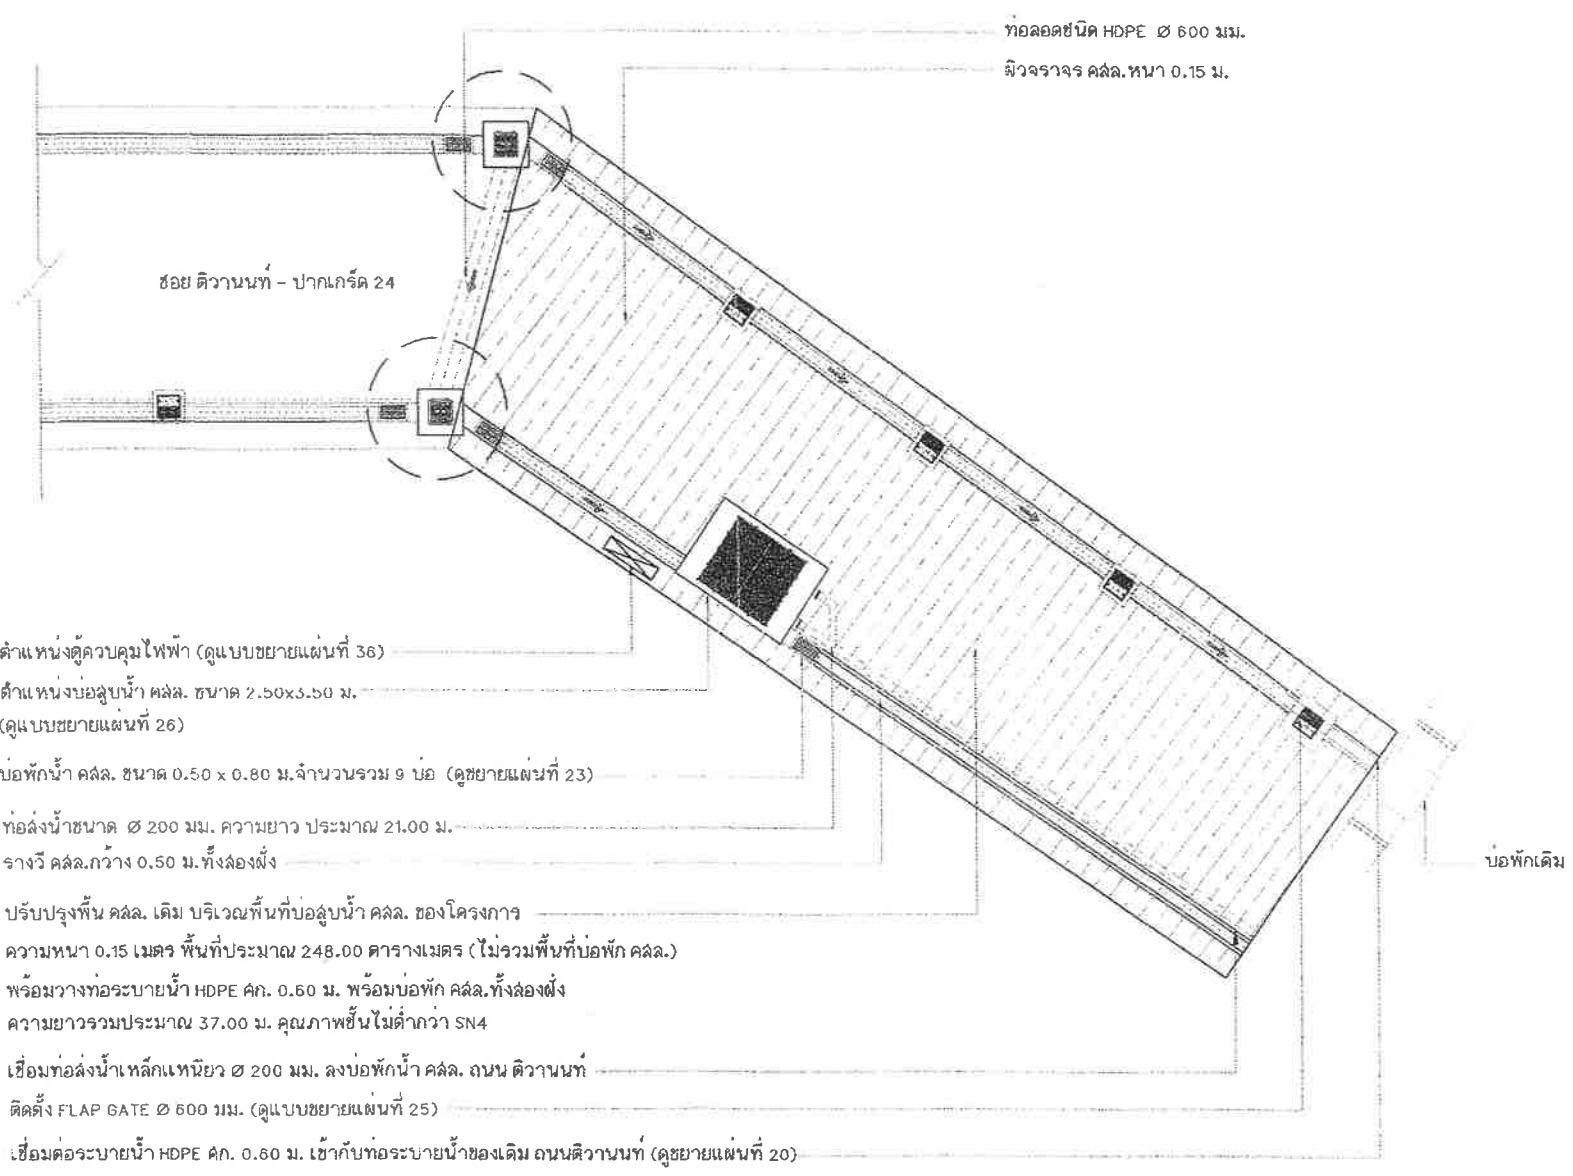 ท่อลอดชนิด HDPE Ø 600 มม.
ผิวจราจร คสล.หนา 0.15 ม.
ซอย ติวานนท์ - ปากเกร็ด 24
ตำแหน่งตู้ควบคุมไฟฟ้า (ดูแบบขยายแผ่นที่ 36)
ตำแหน่งบ่อสูบน้ำ คสล. ขนาด 2.50x3.50 ม.
(ดูแบบขยายแผ่นที่ 26)
บ่อพักน้ำ คสล. ขนาด 0.50 x 0.80 ม.จำนวนรวม 9 บ่อ (ดูขยายแผ่นที่ 23)
ท่อส่งน้ำขนาด Ø 200 มม. ความยาว ประมาณ 21.00 ม.
รางวี คสล.กว้าง 0.50 ม.ทั้งสองฝั่ง
บ่อพักเดิม
ปรับปรุงพื้น คสล. เดิม บริเวณพื้นที่บ่อสูบน้ำ คสล. ของโครงการ
ความหนา 0.15 เมตร พื้นที่ประมาณ 248.00 ตารางเมตร (ไม่รวมพื้นที่บ่อพัก คสล.)
พร้อมวางท่อระบายน้ำ HDPE ศก. 0.60 ม. พร้อมบ่อพัก คสล.ทั้งสองฝั่ง
ความยาวรวมประมาณ 37.00 ม. คุณภาพชั้นไม่ต่ำกว่า SN4
เชื่อมท่อส่งน้ำเหล็กเหนียว Ø 200 มม. ลงบ่อพักน้ำ คสล. ถนน ติวานนท์
ติดตั้ง FLAP GATE Ø 600 มม. (ดูแบบขยายแผ่นที่ 25)
เชื่อมต่อระบายน้ำ HDPE ศก. 0.60 ม. เข้ากับท่อระบายน้ำของเดิม ถนนติวานนท์ (ดูขยายแผ่นที่ 20)